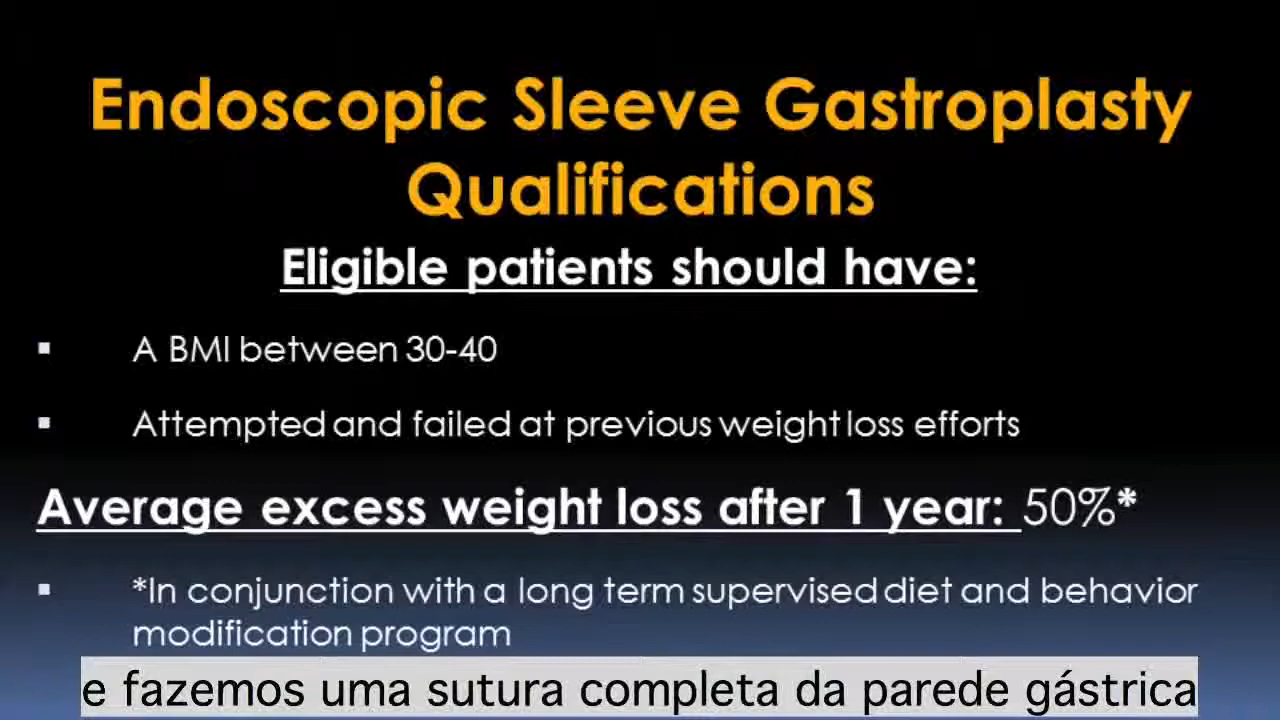 Endoscopic Sleeve Gastroplasty
Qualifications
Eligible patients should have:
▪ A BMI between 30-40
▪ Attempted and failed at previous weight loss efforts
Average excess weight loss after 1 year: 50%*
▪ *In conjunction with a long term supervised diet and behavior
modification program
e fazemos uma sutura completa da parede gástrica